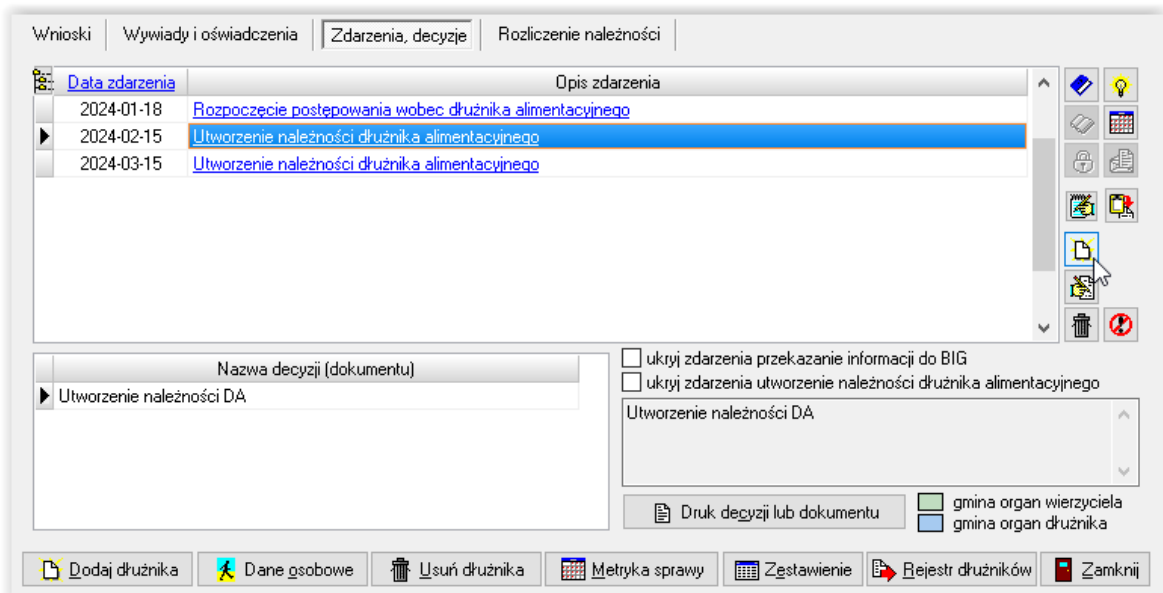 Wnioski Wywiady i oświadczenia Zdarzenia, decyzje Rozliczenie należności
Data zdarzenia Opis zdarzenia
2024-01-18 Rozpoczęcie postępowania wobec dłużnika alimentacyjnego
2024-02-15 Utworzenie należności dłużnika alimentacyjnego
2024-03-15 Utworzenie należności dłużnika alimentacyjnego
Nazwa decyzji (dokumentu)
Utworzenie należności DA
ukryj zdarzenia przekazanie informacji do BIG
ukryj zdarzenia utworzenie należności dłużnika alimentacyjnego
Utworzenie należności DA
Druk decyzji lub dokumentu
gmina organ wierzyciela
gmina organ dłużnika
Dodaj dłużnika Dane osobowe Usuń dłużnika Metryka sprawy Zestawienie Rejestr dłużników Zamknij